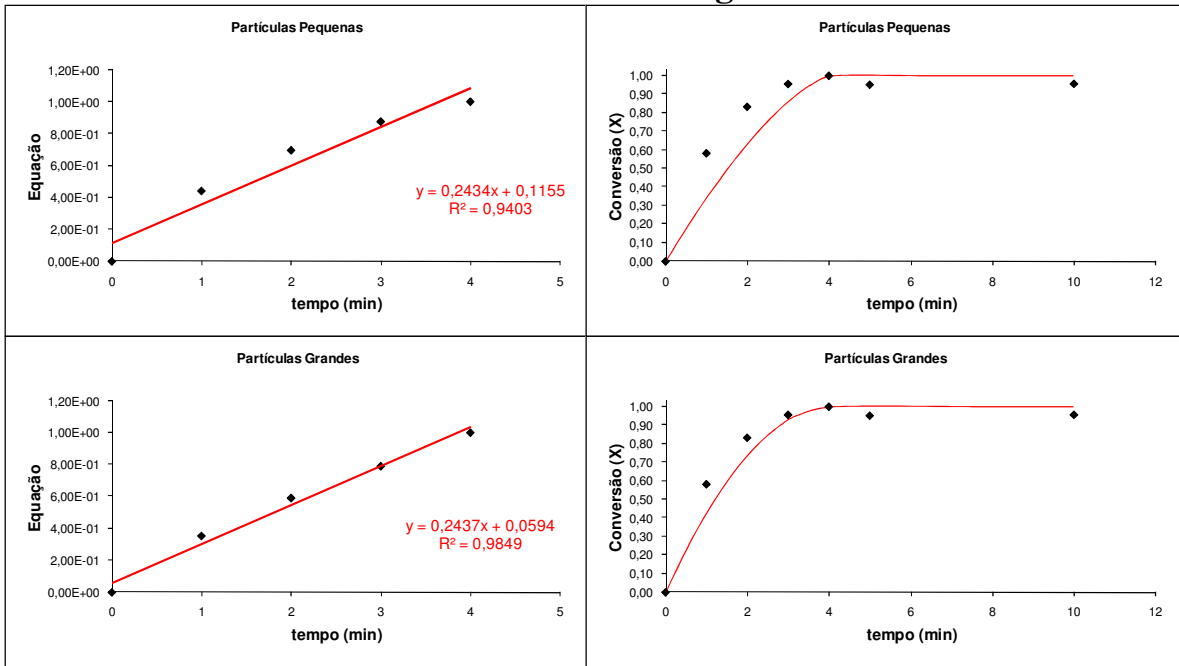 Partículas Pequenas
1,20E+00
1,00E+00
8,00E-01
6,00E-01
4,00E-01
2,00E-01
0,00E+00
Equação
y = 0,2434x + 0,1155
R² = 0,9403
0 1 2 3 4 5
tempo (min)
Partículas Pequenas
1,00
0,90
0,80
0,70
0,60
0,50
0,40
0,30
0,20
0,10
0,00
Conversão (X)
0 2 4 6 8 10 12
tempo (min)
Partículas Grandes
1,20E+00
1,00E+00
8,00E-01
6,00E-01
4,00E-01
2,00E-01
0,00E+00
Equação
y = 0,2437x + 0,0594
R² = 0,9849
0 1 2 3 4 5
tempo (min)
Partículas Grandes
1,00
0,90
0,80
0,70
0,60
0,50
0,40
0,30
0,20
0,10
0,00
Conversão (X)
0 2 4 6 8 10 12
tempo (min)